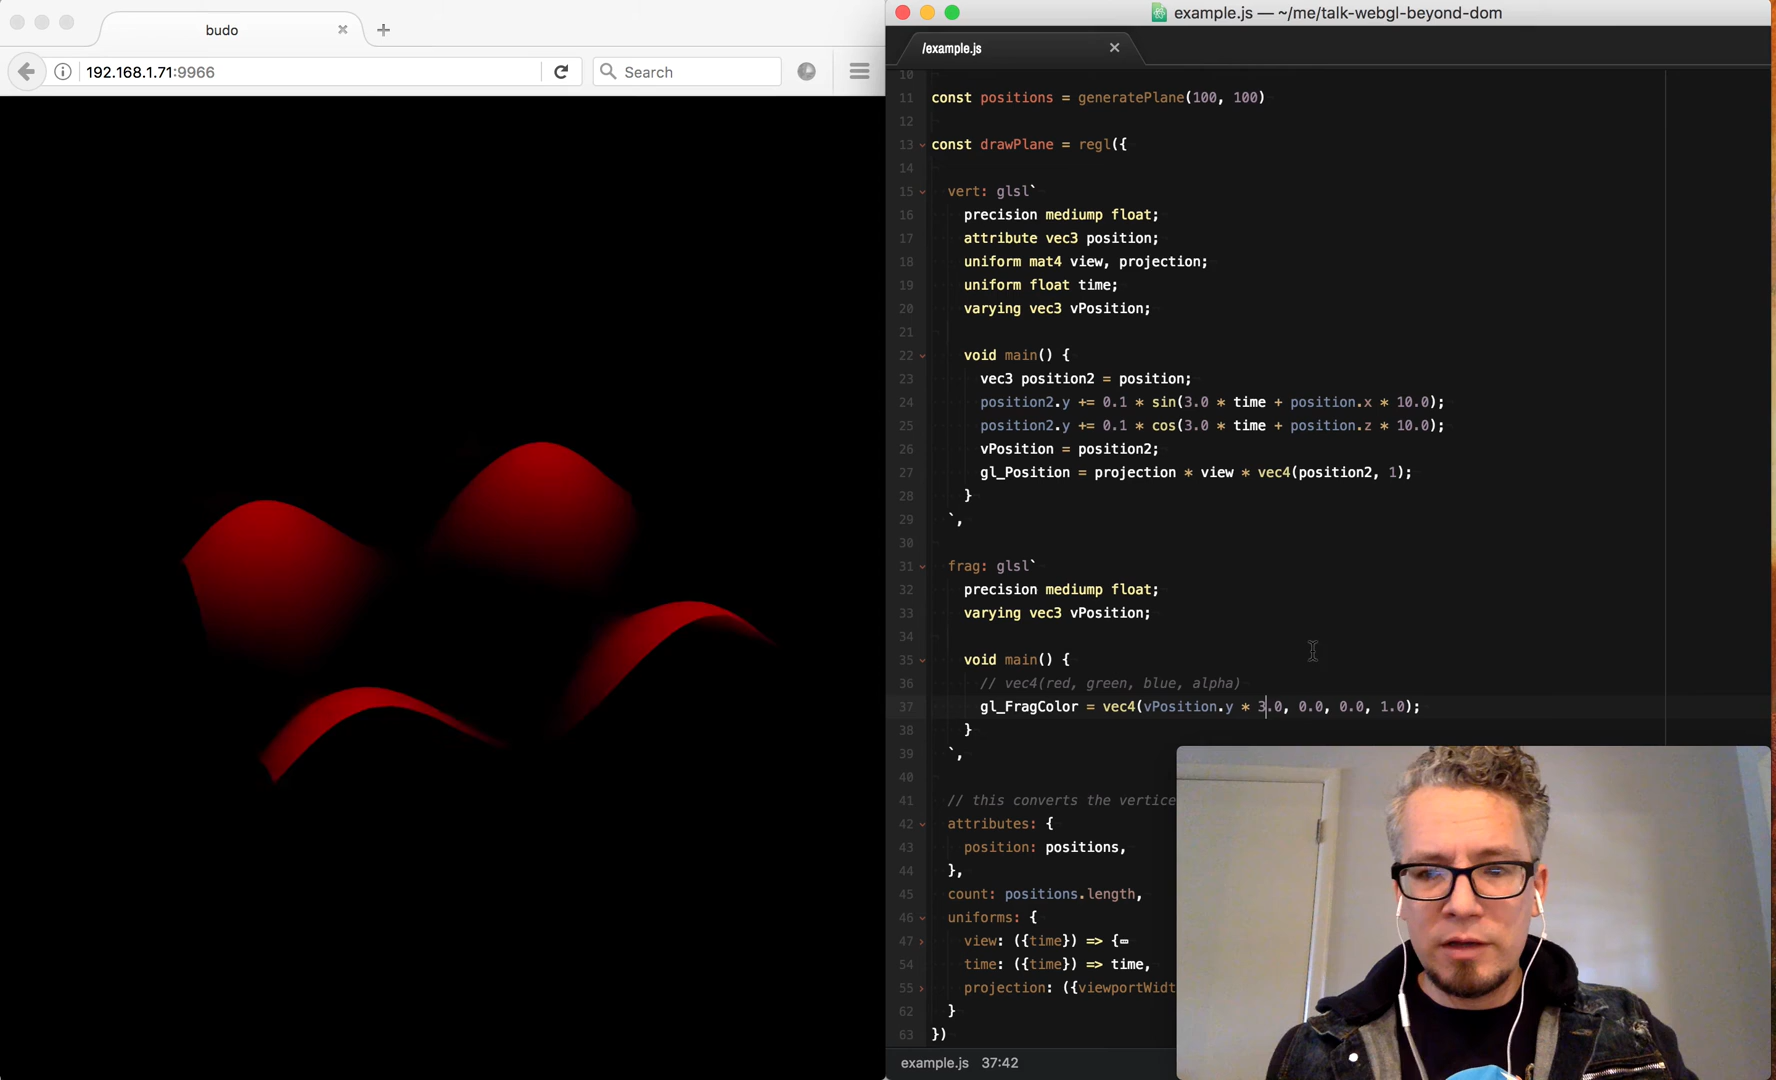 budo
192.168.1.71:9966
Search
example.js — ~/me/talk-webgl-beyond-dom
/example.js
10
11 const positions = generatePlane(100, 100)
12
13 const drawPlane = regl({
14
15 vert: glsl`
16 precision mediump float;
17 attribute vec3 position;
18 uniform mat4 view, projection;
19 uniform float time;
20 varying vec3 vPosition;
21
22 void main() {
23 vec3 position2 = position;
24 position2.y += 0.1 * sin(3.0 * time + position.x * 10.0);
25 position2.y += 0.1 * cos(3.0 * time + position.z * 10.0);
26 vPosition = position2;
27 gl_Position = projection * view * vec4(position2, 1);
28 }
29 `,
30
31 frag: glsl`
32 precision mediump float;
33 varying vec3 vPosition;
34
35 void main() {
36 // vec4(red, green, blue, alpha)
37 gl_FragColor = vec4(vPosition.y * 3.0, 0.0, 0.0, 1.0);
38 }
39 `,
40
41 // this converts the vertice
42 attributes: {
43 position: positions,
44 },
45 count: positions.length,
46 uniforms: {
47 view: ({time}) => {
54 time: ({time}) => time,
55 projection: ({viewportWidt
62 }
63 })
example.js 37:42